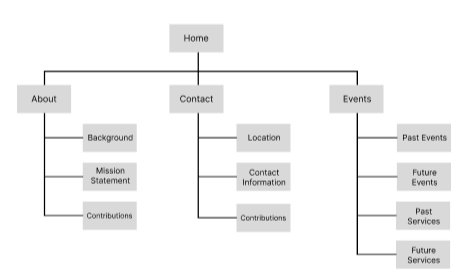 Home
About
Contact
Events
Background
Location
Past Events
Mission
Statement
Contact
Information
Future
Events
Contributions
Contributions
Past
Services
Future
Services